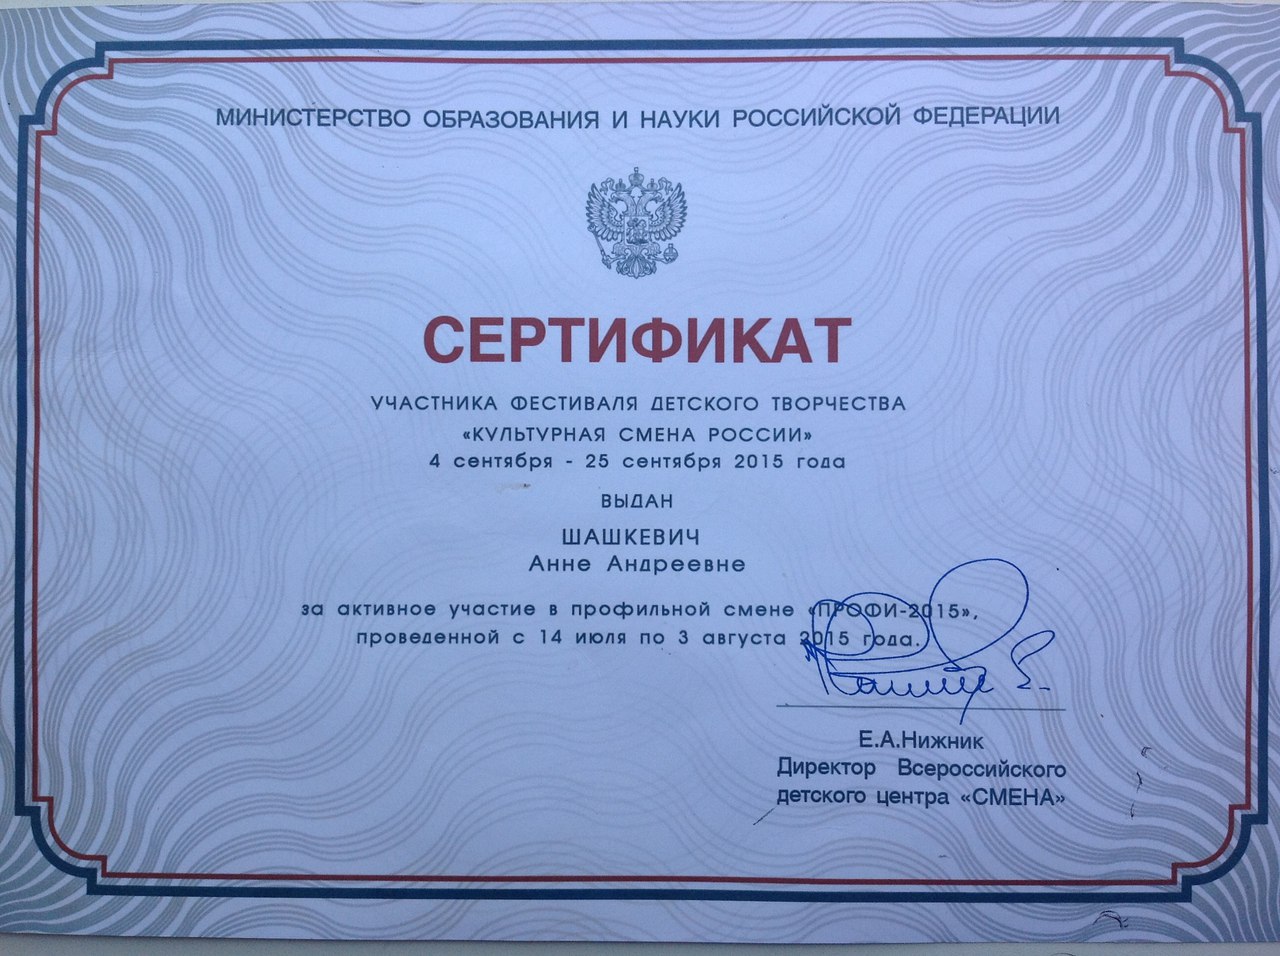 МИНИСТЕРСТВО ОБРАЗОВАНИЯ И НАУКИ РОССИЙСКОЙ ФЕДЕРАЦИИ
СЕРТИФИКАТ
УЧАСТНИКА ФЕСТИВАЛЯ ДЕТСКОГО ТВОРЧЕСТВА
«КУЛЬТУРНАЯ СМЕНА РОССИИ»
4 сентября - 25 сентября 2015 года
ВЫДАН
ШАШКЕВИЧ
Анне Андреевне
за активное участие в профильной смене «ПРОФИ-2015»,
проведенной с 14 июля по 3 августа 2015 года.
Е.А.Нижник
Директор Всероссийского
детского центра «СМЕНА»